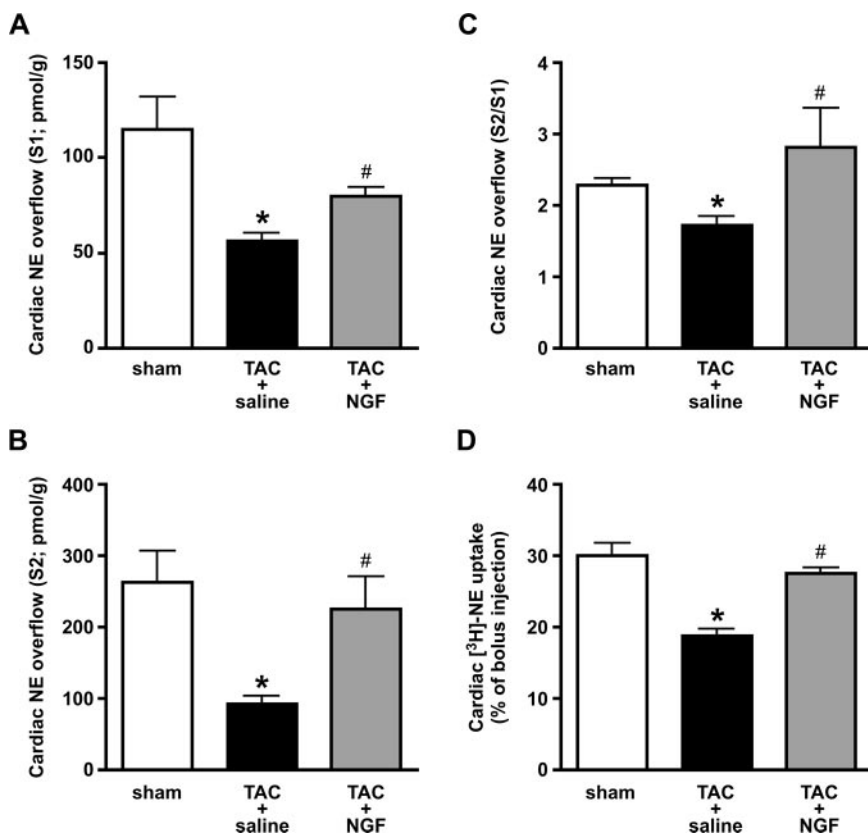 A
Cardiac NE overflow (S1; pmol/g)
150
100
50
0
*
#
sham
TAC
+
saline
TAC
+
NGF
B
Cardiac NE overflow (S2; pmol/g)
400
300
200
100
0
*
#
sham
TAC
+
saline
TAC
+
NGF
C
Cardiac NE overflow (S2/S1)
4
3
2
1
0
*
#
sham
TAC
+
saline
TAC
+
NGF
D
Cardiac [³H]-NE uptake
(% of bolus injection)
40
30
20
10
0
*
#
sham
TAC
+
saline
TAC
+
NGF